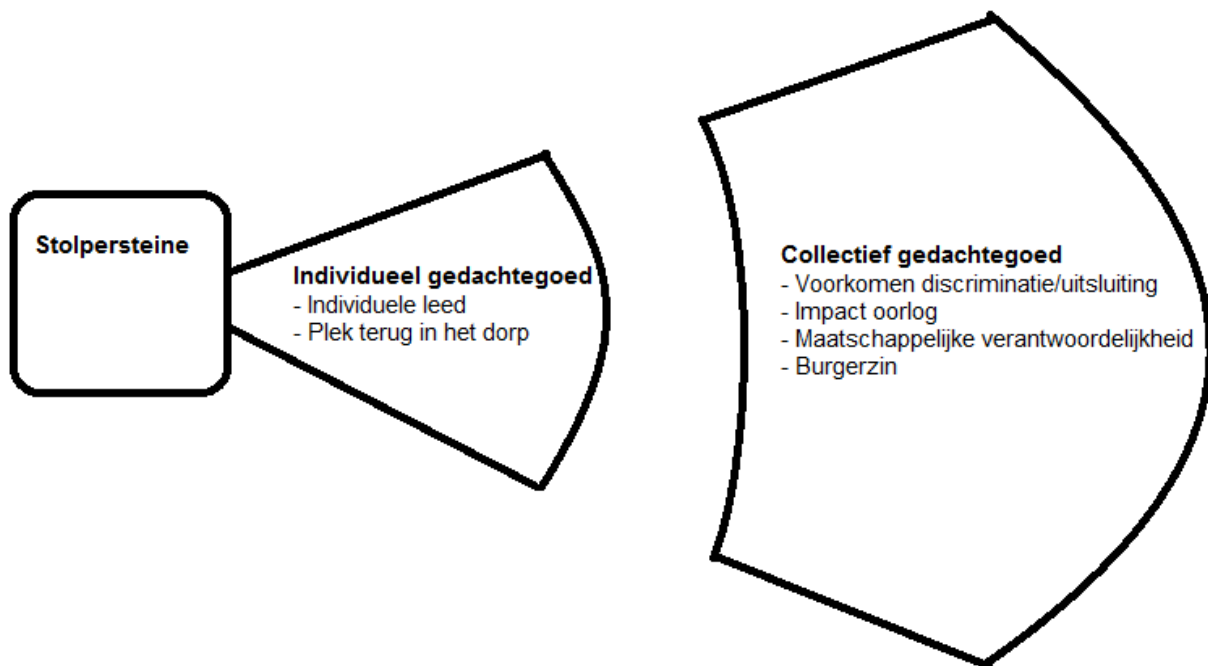 Stolpersteine
Individueel gedachtegoed
- Individuele leed
- Plek terug in het dorp
Collectief gedachtegoed
- Voorkomen discriminatie/uitsluiting
- Impact oorlog
- Maatschappelijke verantwoordelijkheid
- Burgerzin